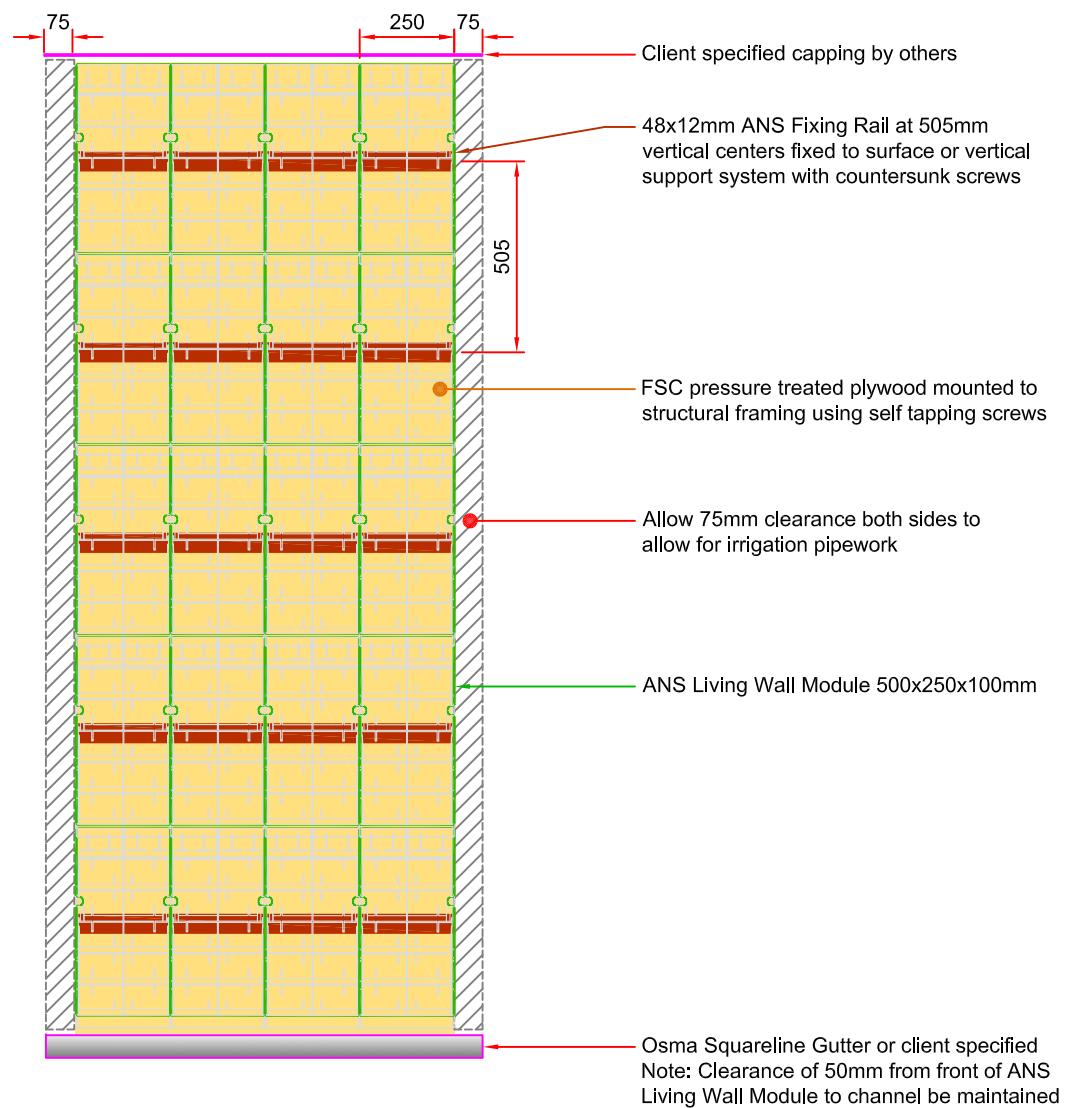 75
250
75
Client specified capping by others
48x12mm ANS Fixing Rail at 505mm
vertical centers fixed to surface or vertical
support system with countersunk screws
505
FSC pressure treated plywood mounted to
structural framing using self tapping screws
Allow 75mm clearance both sides to
allow for irrigation pipework
ANS Living Wall Module 500x250x100mm
Osma Squareline Gutter or client specified
Note: Clearance of 50mm from front of ANS
Living Wall Module to channel be maintained